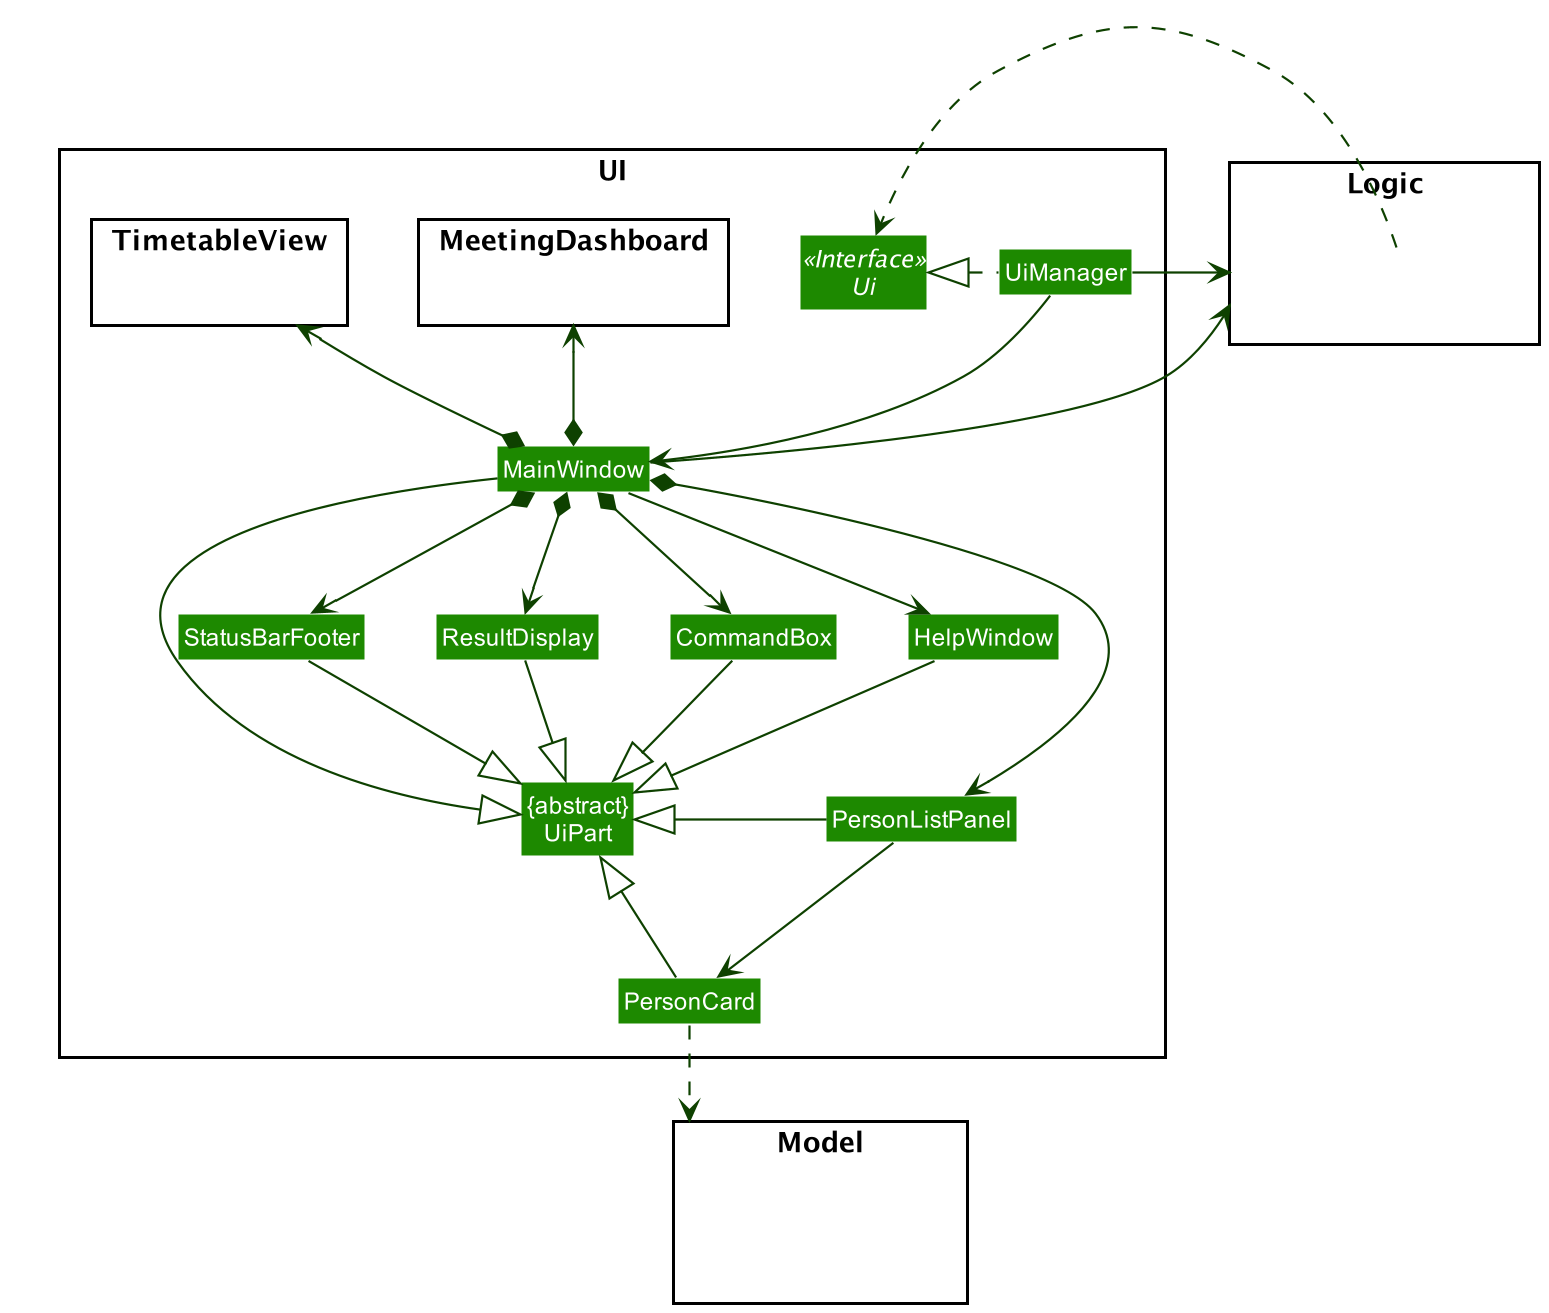 UI
Logic
TimetableView
MeetingDashboard
«Interface»
Ui
UiManager
MainWindow
StatusBarFooter
ResultDisplay
CommandBox
HelpWindow
{abstract}
UiPart
PersonListPanel
PersonCard
Model